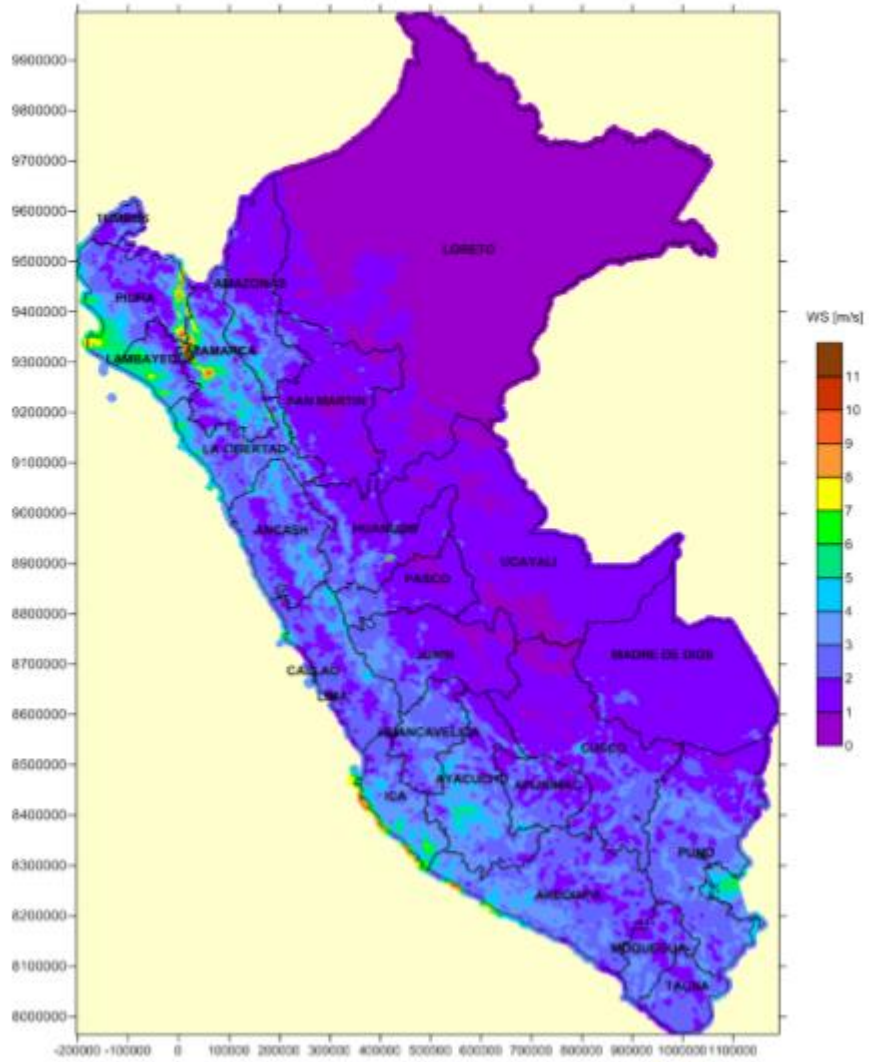 9900000
9800000
9700000
9600000
TUMBES
LORETO
9500000
AMAZONAS
PIURA
9400000
WS [m/s]
CAJAMARCA
LAMBAYEQUE
9300000
11
10
SAN MARTIN
9200000
9
LA LIBERTAD
8
9100000
7
9000000
ANCASH
HUANUCO
6
UCAYALI
8900000
5
PASCO
4
8800000
3
8700000
JUNIN
MADRE DE DIOS
CALLAO
2
LIMA
8600000
1
HUANCAVELICA
0
CUSCO
8500000
AYACUCHO
APURIMAC
ICA
8400000
PUNO
8300000
AREQUIPA
8200000
MOQUEGUA
8100000
TACNA
8000000
-200000 -100000 0 100000 200000 300000 400000 500000 600000 700000 800000 900000 1000000 1100000